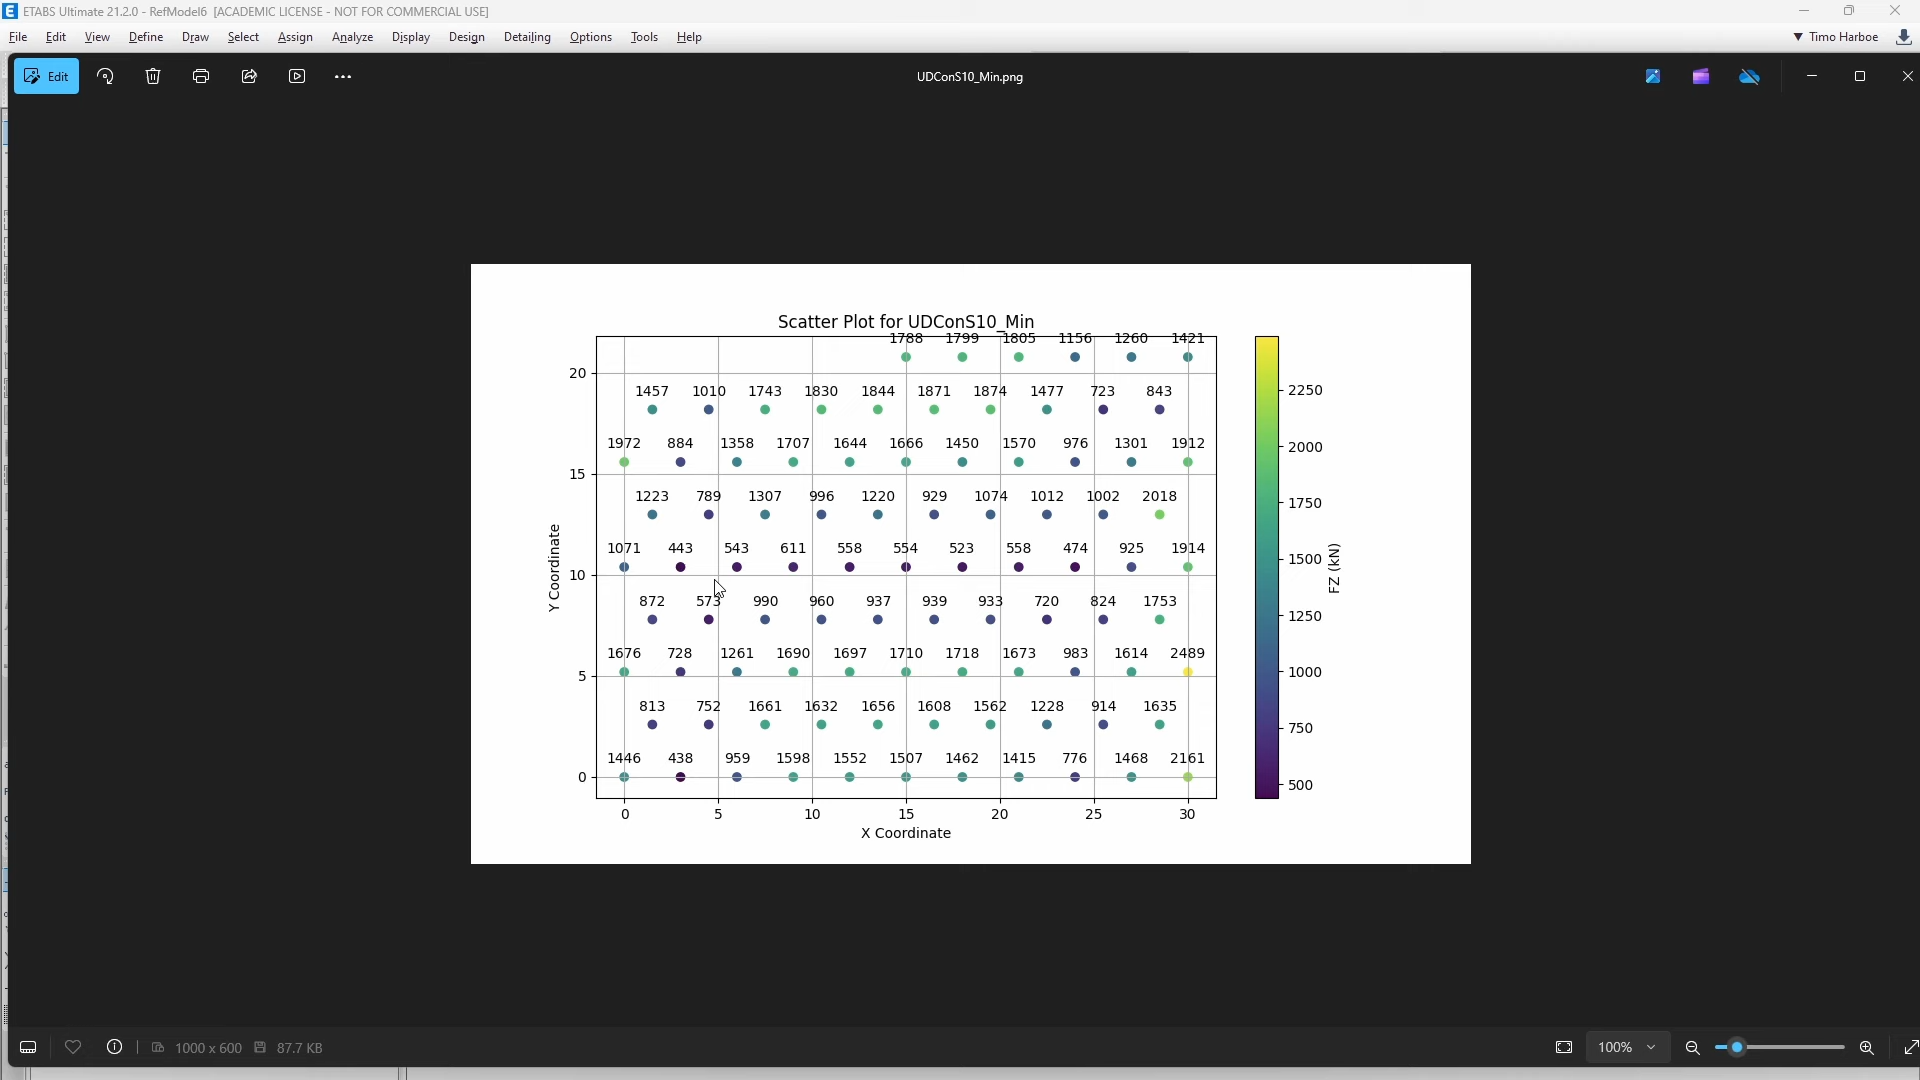 ETABS Ultimate 21.2.0 - RefModel6 [ACADEMIC LICENSE - NOT FOR COMMERCIAL USE]
File Edit View Define Draw Select Assign Analyze Display Design Detailing Options Tools Help Timo Harboe
Edit UDConS10_Min.png
Scatter Plot for UDConS10_Min
1788 1799 1805 1156 1260 1421
20
1457 1010 1743 1830 1844 1871 1874 1477 723 843
1972 884 1358 1707 1644 1666 1450 1570 976 1301 1912
15
1223 789 1307 996 1220 929 1074 1012 1002 2018
1071 443 543 611 558 554 523 558 474 925 1914
10
872 573 990 960 937 939 933 720 824 1753
1676 728 1261 1690 1697 1710 1718 1673 983 1614 2489
5
813 752 1661 1632 1656 1608 1562 1228 914 1635
1446 438 959 1598 1552 1507 1462 1415 776 1468 2161
0
0 5 10 15 20 25 30
X Coordinate
Y Coordinate
2250
2000
1750
1500
1250
1000
750
500
FZ (kN)
1000 x 600 87.7 KB 100%